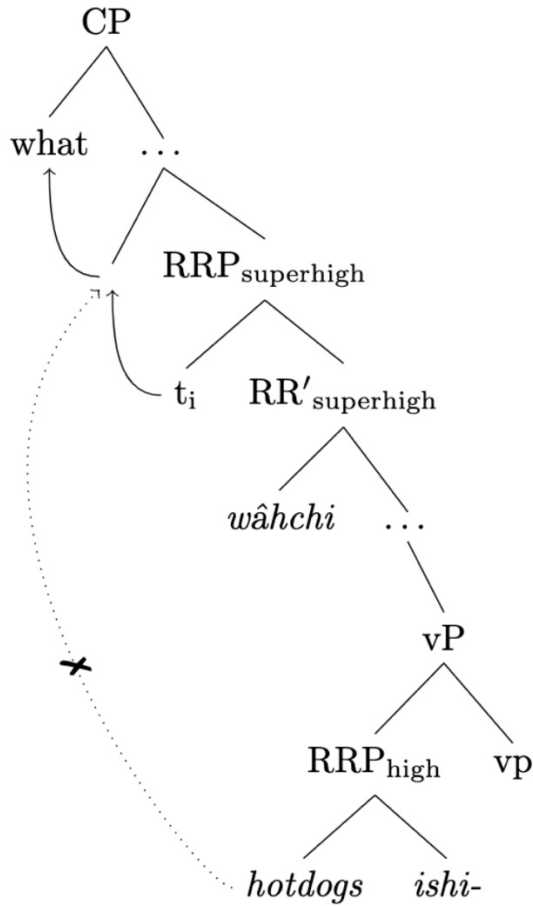 CP
what ...
RRP_superhigh
t_i RR′_superhigh
wâhchi ...
vP
RRP_high vp
hotdogs ishi-